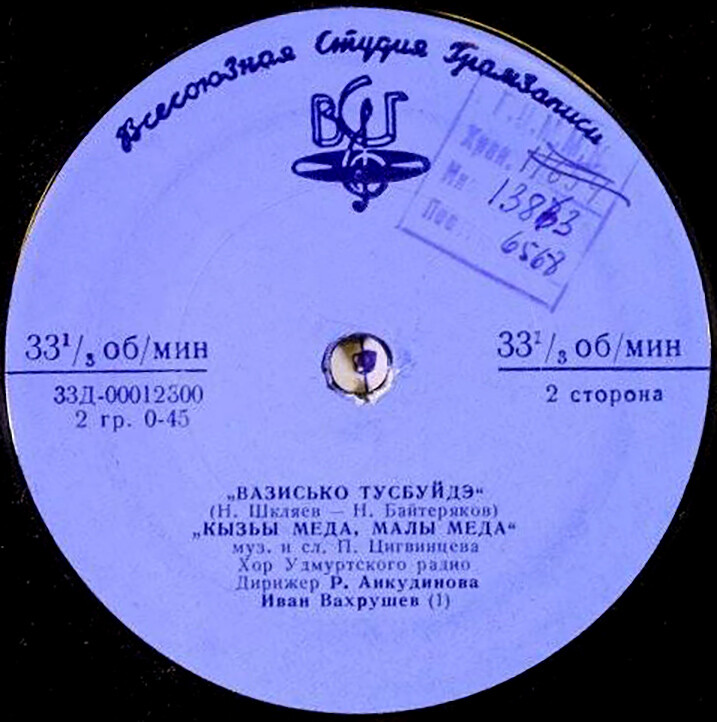 Всесоюзная Студия Грамзаписи
ВСГ
13863
6568
33¹/₃ об/мин
33¹/₃ об/мин
33Д-00012300
2 гр. 0-45
2 сторона
„ВАЗИСЬКО ТУСБУЙДЭ“
(Н. Шкляев — Н. Байтеряков)
„КЫЗЬЫ МЕДА, МАЛЫ МЕДА“
муз. и сл. П. Цигвинцева
Хор Удмуртского радио
Дирижер Р. Аикудинова
Иван Вахрушев (1)